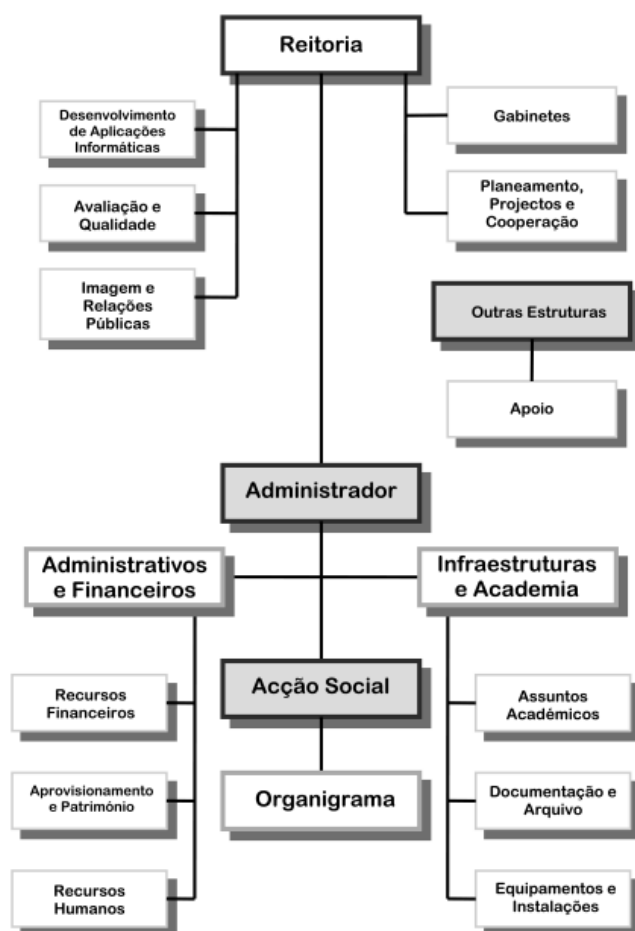 Reitoria
Desenvolvimento
de Aplicações
Informáticas
Gabinetes
Avaliação e
Qualidade
Planeamento,
Projectos e
Cooperação
Imagem e
Relações
Públicas
Outras Estruturas
Apoio
Administrador
Administrativos
e Financeiros
Infraestruturas
e Academia
Acção Social
Recursos
Financeiros
Assuntos
Académicos
Organigrama
Aprovisionamento
e Património
Documentação e
Arquivo
Recursos
Humanos
Equipamentos e
Instalações